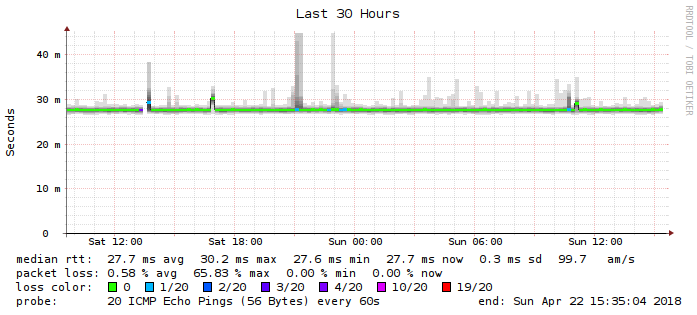 Last 30 Hours
RRDTOOL / TOBI OETIKER
Seconds
40 m
30 m
20 m
10 m
0
Sat 12:00 Sat 18:00 Sun 00:00 Sun 06:00 Sun 12:00
median rtt: 27.7 ms avg 30.2 ms max 27.6 ms min 27.7 ms now 0.3 ms sd 99.7 am/s
packet loss: 0.58 % avg 65.83 % max 0.00 % min 0.00 % now
loss color: 0 1/20 2/20 3/20 4/20 10/20 19/20
probe: 20 ICMP Echo Pings (56 Bytes) every 60s end: Sun Apr 22 15:35:04 2018